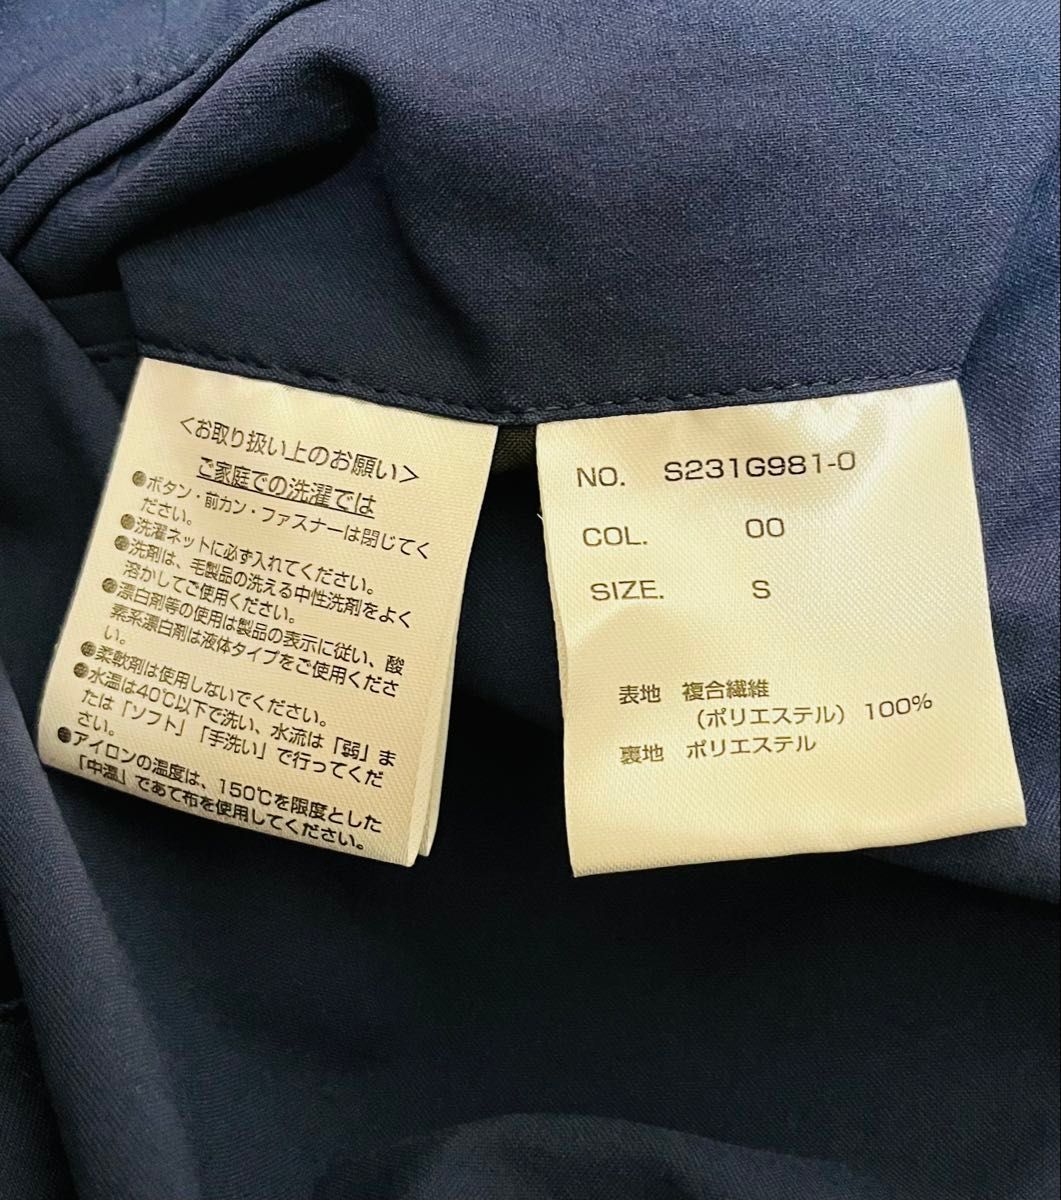 <お取り扱い上のお願い>
ご家庭での洗濯では
●ボタン・前カン・ファスナーは閉じてく
ださい。
●洗濯ネットに必ず入れてください。
●洗剤は、毛製品の洗える中性洗剤をよく
溶かしてご使用ください。
●漂白剤等の使用は製品の表示に従い、酸
素系漂白剤は液体タイプをご使用くださ
い。
●柔軟剤は使用しないでください。
●水温は40℃以下で洗い、水流は「弱」ま
たは「ソフト」「手洗い」で行ってくだ
さい。
●アイロンの温度は、150℃を限度とした
「中温」であて布を使用してください。
NO. S231G981-0
COL. 00
SIZE. S
表地 複合繊維
(ポリエステル) 100%
裏地 ポリエステル